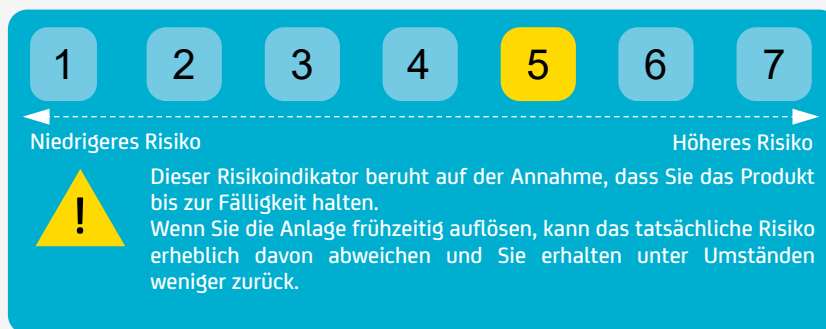 1 2 3 4 5 6 7
Niedrigeres Risiko Höheres Risiko
! Dieser Risikoindikator beruht auf der Annahme, dass Sie das Produkt
bis zur Fälligkeit halten.
Wenn Sie die Anlage frühzeitig auflösen, kann das tatsächliche Risiko
erheblich davon abweichen und Sie erhalten unter Umständen
weniger zurück.